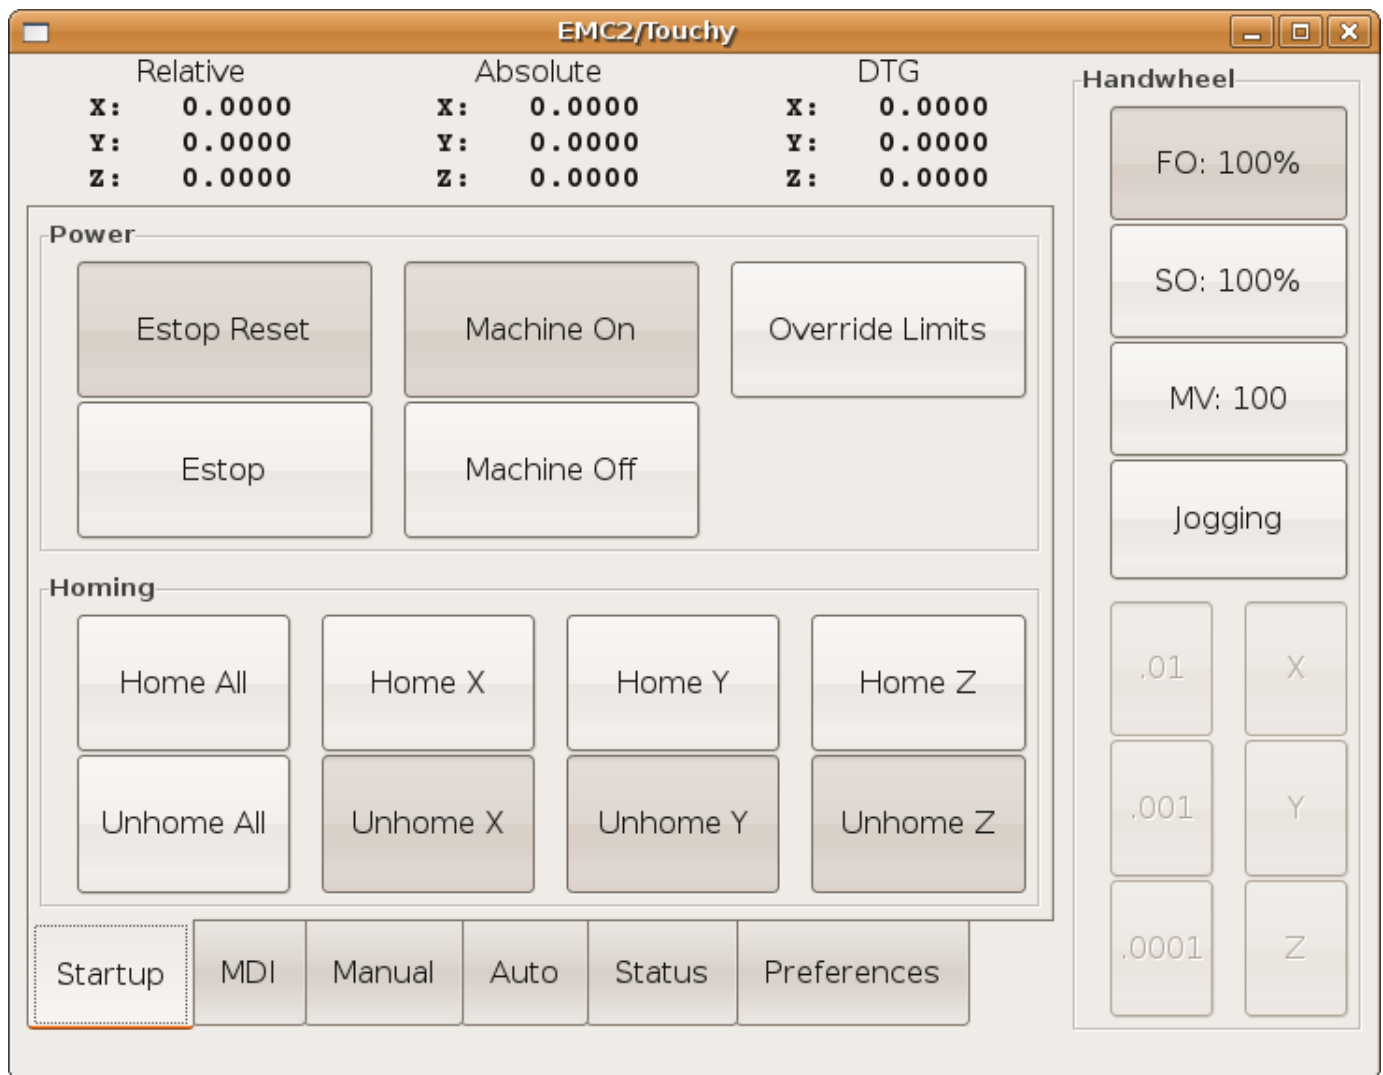 EMC2/Touchy
Relative Absolute DTG
X: 0.0000 X: 0.0000 X: 0.0000
Y: 0.0000 Y: 0.0000 Y: 0.0000
Z: 0.0000 Z: 0.0000 Z: 0.0000
Power
Estop Reset Machine On Override Limits
Estop Machine Off
Homing
Home All Home X Home Y Home Z
Unhome All Unhome X Unhome Y Unhome Z
Startup MDI Manual Auto Status Preferences
Handwheel
FO: 100%
SO: 100%
MV: 100
Jogging
.01 X
.001 Y
.0001 Z